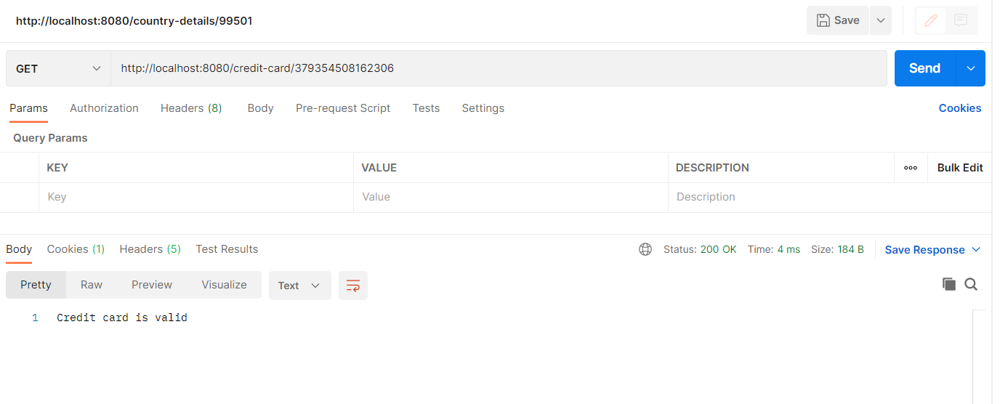 http://localhost:8080/country-details/99501 Save
GET http://localhost:8080/credit-card/379354508162306 Send
Params Authorization Headers (8) Body Pre-request Script Tests Settings Cookies
Query Params
KEY VALUE DESCRIPTION ooo Bulk Edit
Key Value Description
Body Cookies (1) Headers (5) Test Results Status: 200 OK Time: 4 ms Size: 184 B Save Response
Pretty Raw Preview Visualize Text
1 Credit card is valid